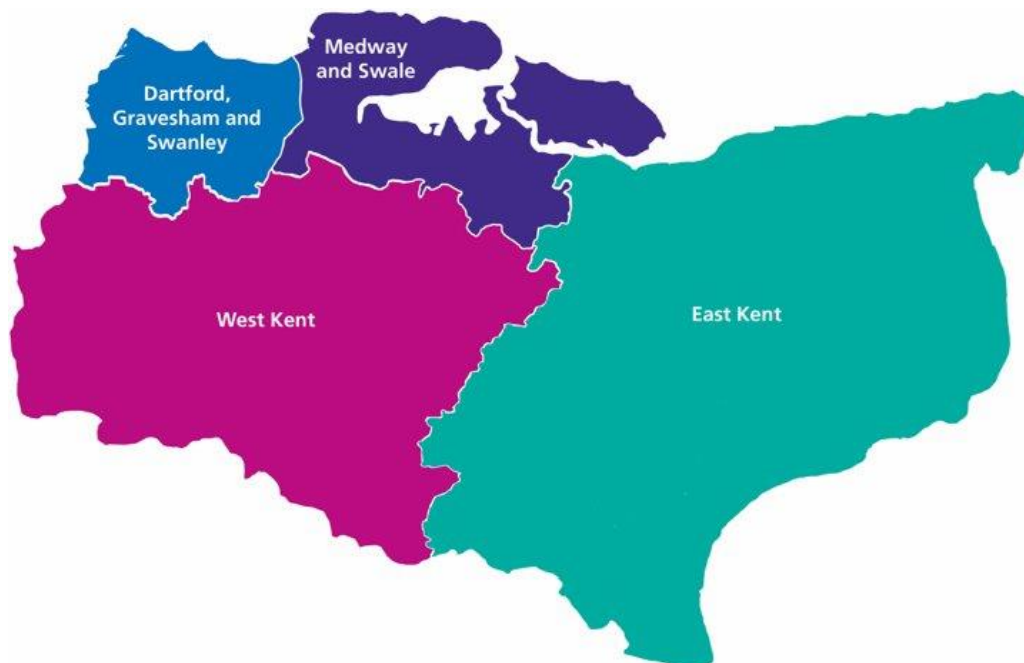 Medway
and Swale
Dartford,
Gravesham and
Swanley
West Kent
East Kent